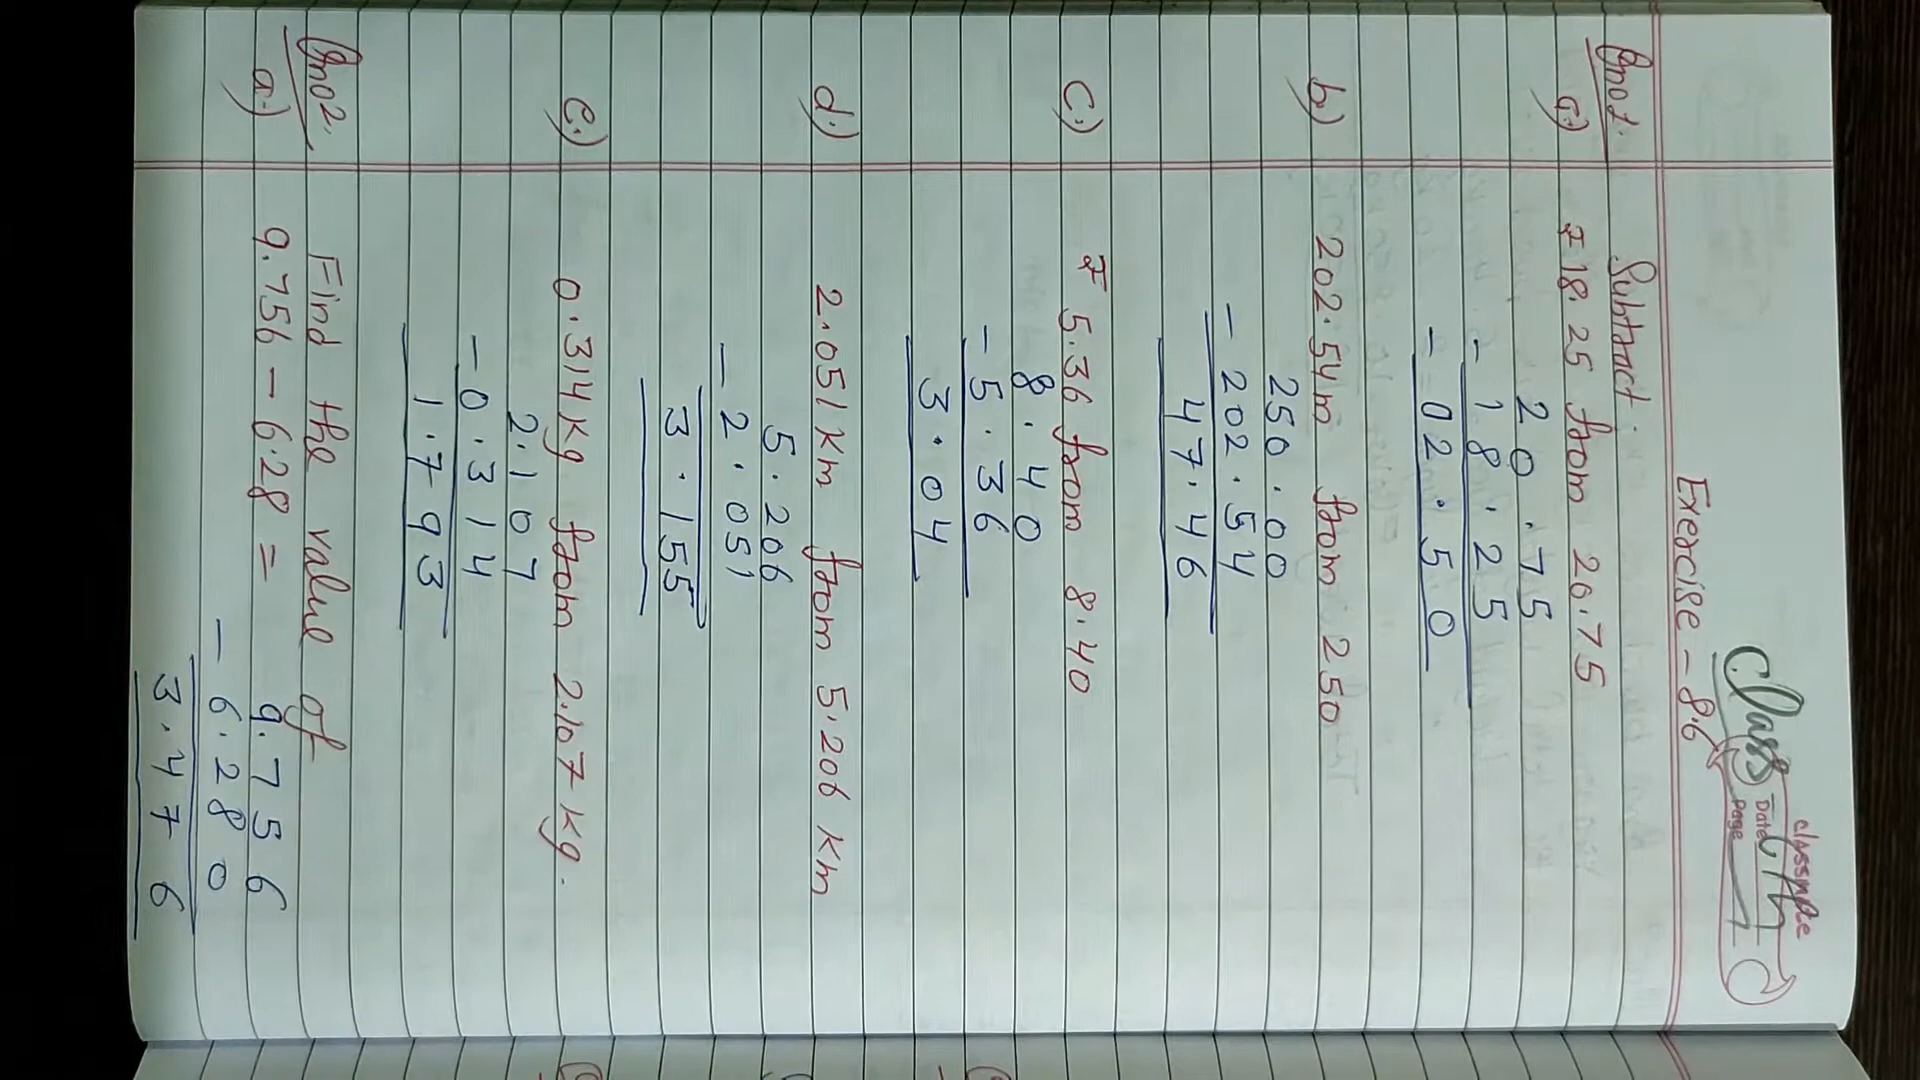 classmate
Date
Page
Class 6th
Exercise - 8.6
Qno1. Subtract.
a.) ₹18.25 from 20.75
20.75
- 18.25
- 02.50
b) 202.54m from 250
250.00
- 202.54
47.46
c.) ₹ 5.36 from 8.40
8.40
- 5.36
3.04
d.) 2.051 Km from 5.206 Km
5.206
- 2.051
3.155
e.) 0.314 Kg from 2.107 Kg.
2.107
- 0.314
1.793
Qno2. Find the value of
a.) 9.756 - 6.28 = 9.756
- 6.280
3.476